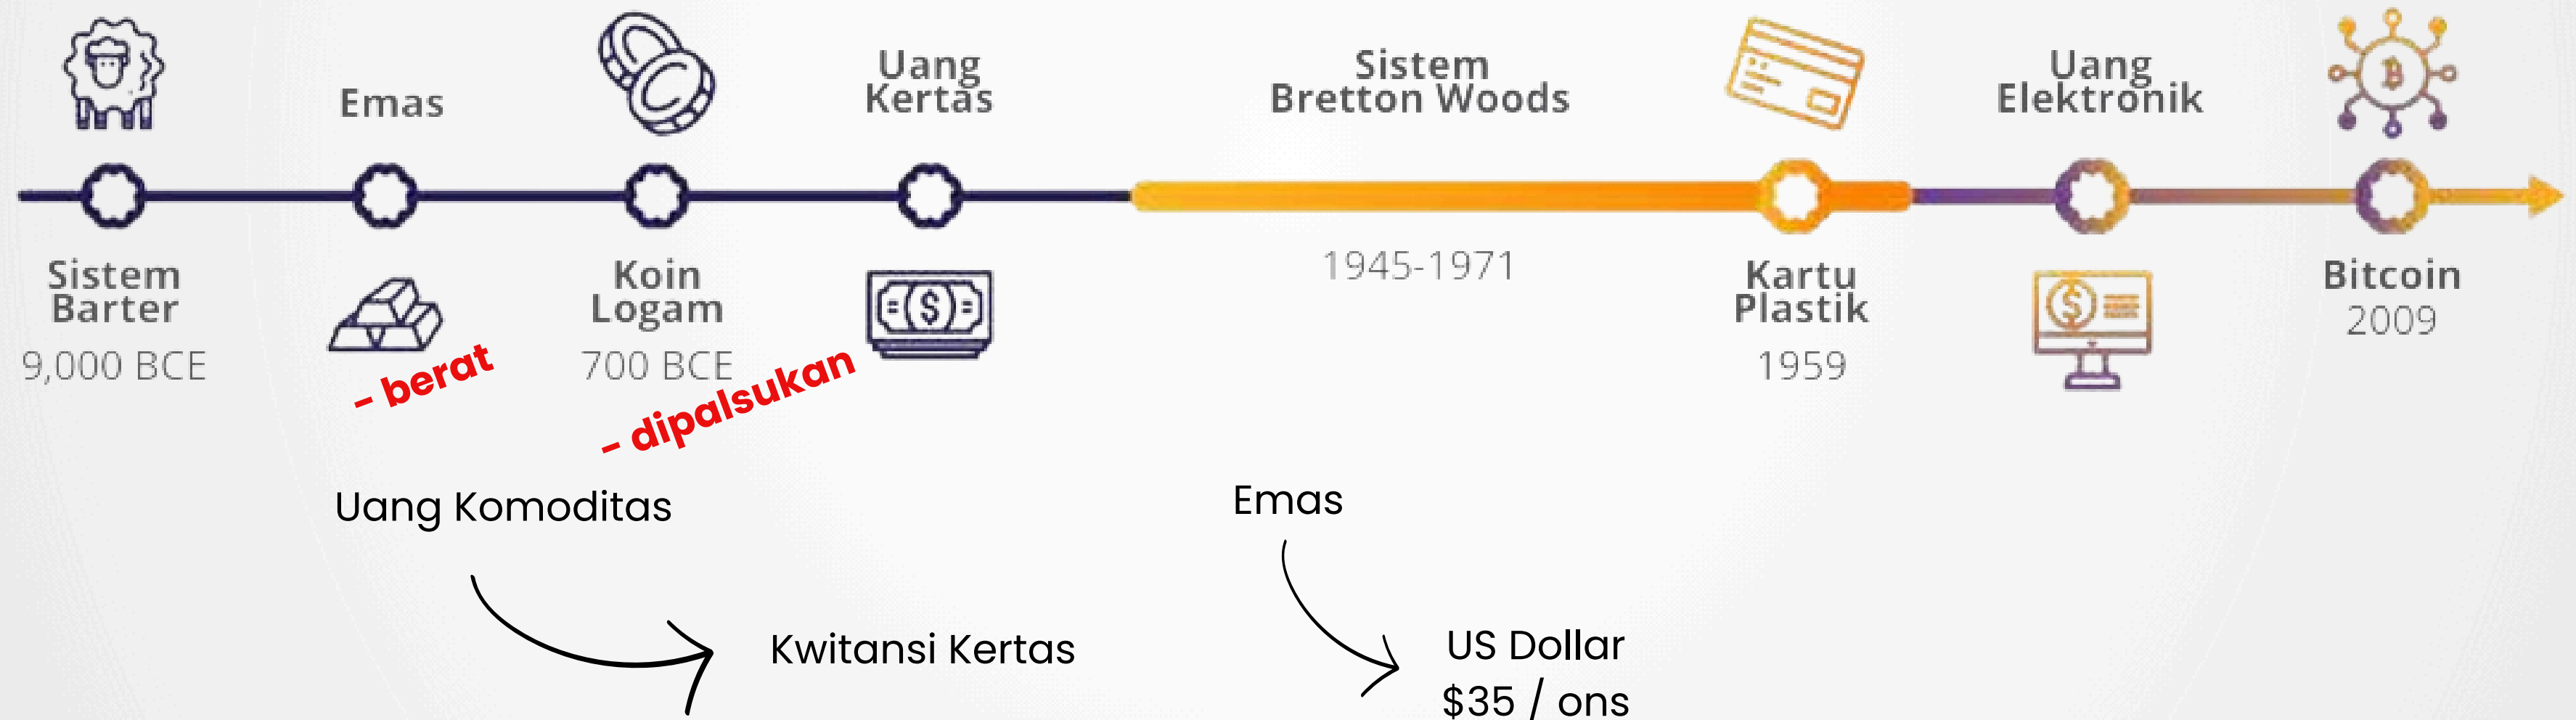 Emas
Uang
Kertas
Sistem
Bretton Woods
Uang
Elektronik
Sistem
Barter
9,000 BCE
Koin
Logam
700 BCE
1945-1971
Kartu
Plastik
1959
Bitcoin
2009
- berat
- dipalsukan
Uang Komoditas
Kwitansi Kertas
Emas
US Dollar
$35 / ons